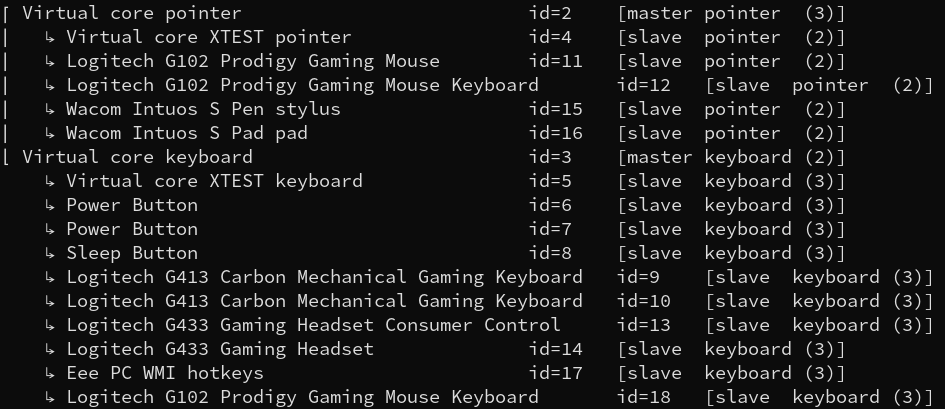 ⎡ Virtual core pointer                          id=2    [master pointer  (3)]
⎜   ↳ Virtual core XTEST pointer                id=4    [slave  pointer  (2)]
⎜   ↳ Logitech G102 Prodigy Gaming Mouse        id=11   [slave  pointer  (2)]
⎜   ↳ Logitech G102 Prodigy Gaming Mouse Keyboard       id=12   [slave  pointer  (2)]
⎜   ↳ Wacom Intuos S Pen stylus                 id=15   [slave  pointer  (2)]
⎜   ↳ Wacom Intuos S Pad pad                    id=16   [slave  pointer  (2)]
⎣ Virtual core keyboard                         id=3    [master keyboard (2)]
    ↳ Virtual core XTEST keyboard               id=5    [slave  keyboard (3)]
    ↳ Power Button                              id=6    [slave  keyboard (3)]
    ↳ Power Button                              id=7    [slave  keyboard (3)]
    ↳ Sleep Button                              id=8    [slave  keyboard (3)]
    ↳ Logitech G413 Carbon Mechanical Gaming Keyboard   id=9    [slave  keyboard (3)]
    ↳ Logitech G413 Carbon Mechanical Gaming Keyboard   id=10   [slave  keyboard (3)]
    ↳ Logitech G433 Gaming Headset Consumer Control     id=13   [slave  keyboard (3)]
    ↳ Logitech G433 Gaming Headset              id=14   [slave  keyboard (3)]
    ↳ Eee PC WMI hotkeys                        id=17   [slave  keyboard (3)]
    ↳ Logitech G102 Prodigy Gaming Mouse Keyboard       id=18   [slave  keyboard (3)]